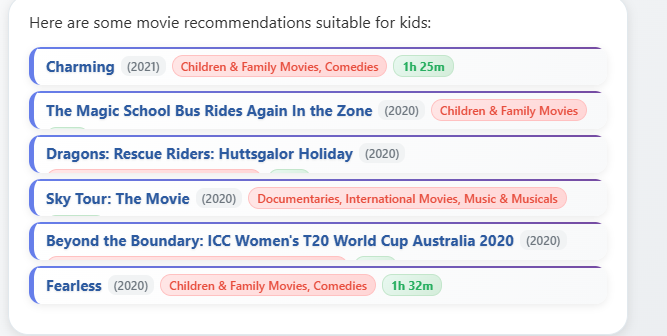 Here are some movie recommendations suitable for kids:
Charming (2021) Children & Family Movies, Comedies 1h 25m
The Magic School Bus Rides Again In the Zone (2020) Children & Family Movies
Dragons: Rescue Riders: Huttsgalor Holiday (2020)
Sky Tour: The Movie (2020) Documentaries, International Movies, Music & Musicals
Beyond the Boundary: ICC Women's T20 World Cup Australia 2020 (2020)
Fearless (2020) Children & Family Movies, Comedies 1h 32m